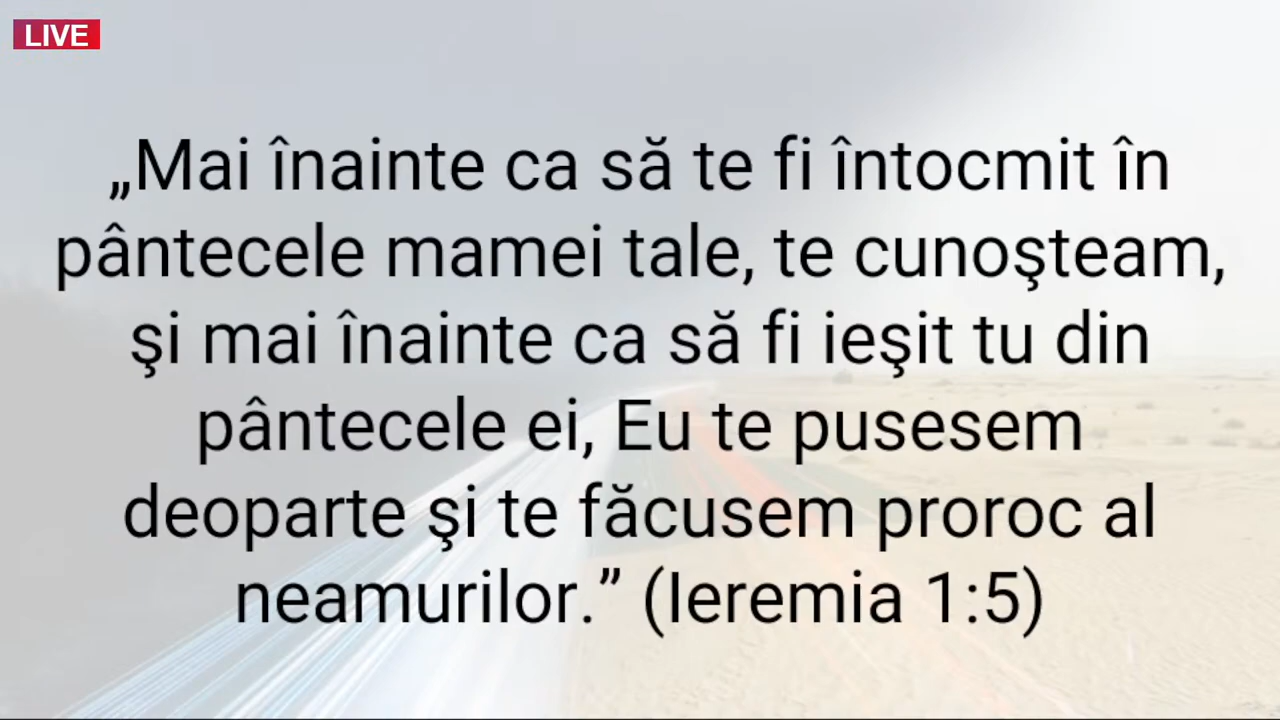 LIVE
„Mai înainte ca să te fi întocmit în
pântecele mamei tale, te cunoşteam,
şi mai înainte ca să fi ieşit tu din
pântecele ei, Eu te pusesem
deoparte şi te făcusem proroc al
neamurilor.” (Ieremia 1:5)